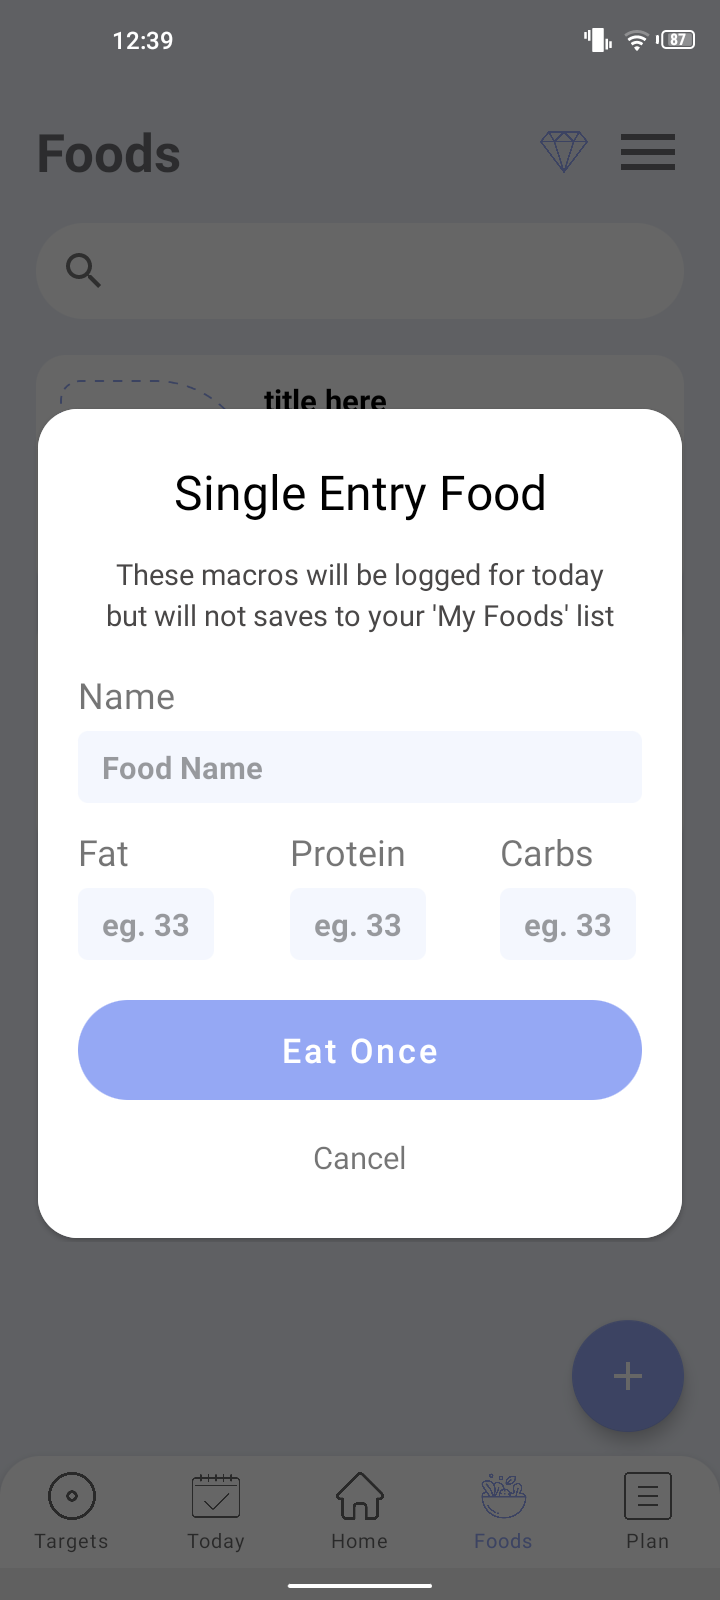 12:39
87
Foods
title here
Single Entry Food
These macros will be logged for today
but will not saves to your 'My Foods' list
Name
Food Name
Fat Protein Carbs
eg. 33 eg. 33 eg. 33
Eat Once
Cancel
Targets Today Home Foods Plan